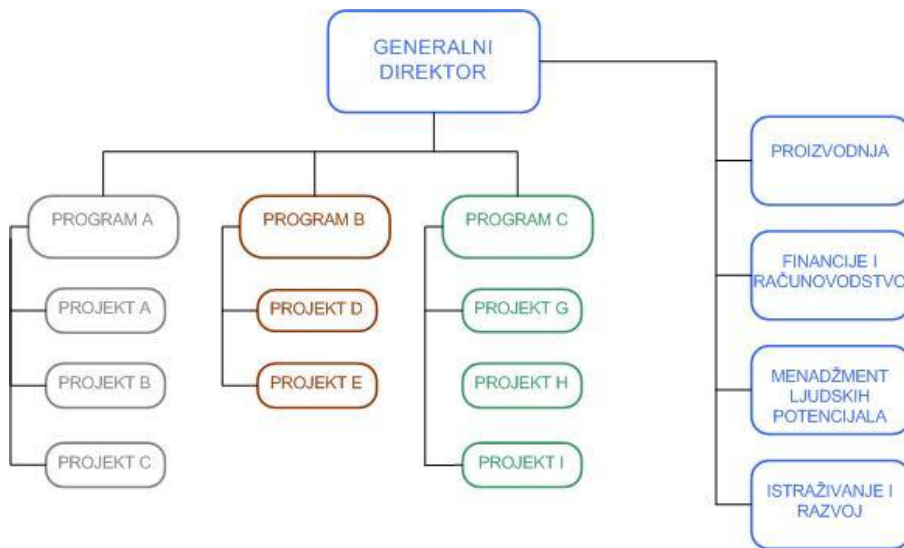 GENERALNI
DIREKTOR
PROGRAM A
PROJEKT A
PROJEKT B
PROJEKT C
PROGRAM B
PROJEKT D
PROJEKT E
PROGRAM C
PROJEKT G
PROJEKT H
PROJEKT I
PROIZVODNJA
FINANCIJE I
RAČUNOVODSTVO
MENADŽMENT
LJUDSKIH
POTENCIJALA
ISTRAŽIVANJE I
RAZVOJ